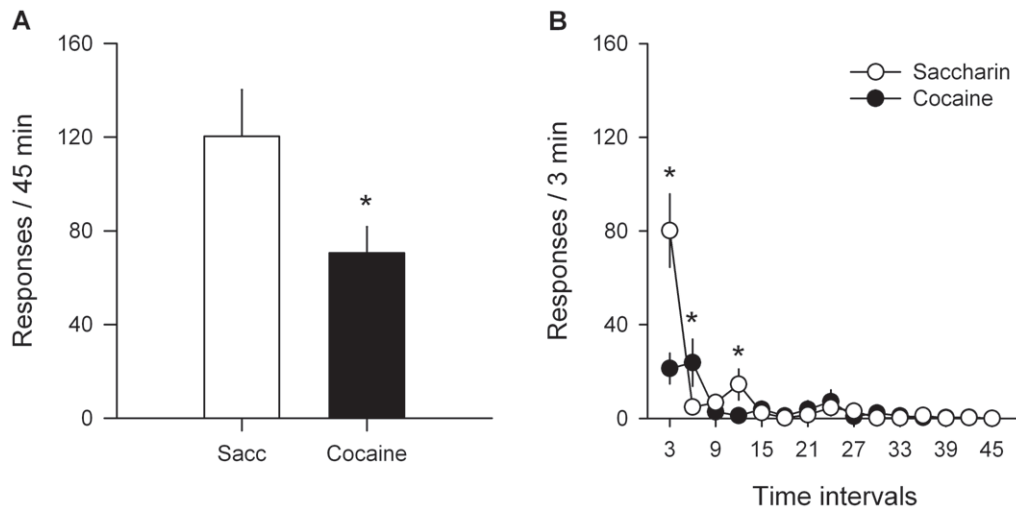 A
Responses / 45 min
160
120
80
40
0
*
Sacc
Cocaine
B
Responses / 3 min
160
120
80
40
0
Saccharin
Cocaine
*
*
*
3 9 15 21 27 33 39 45
Time intervals